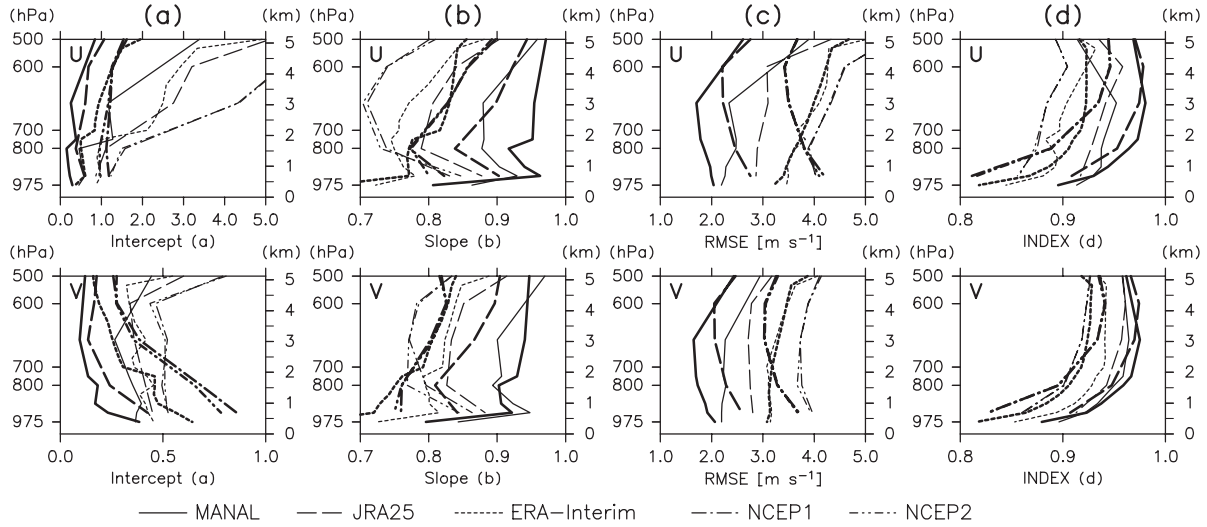 (hPa) (a) (km) (hPa) (b) (km) (hPa) (c) (km) (hPa) (d) (km)
500 U 5 500 U 5 500 U 5 500 U 5
600 4 600 4 600 4 600 4
700 3 700 3 700 3 700 3
800 2 800 2 800 2 800 2
975 1 975 1 975 1 975 1
0 0 0 0
0.0 1.0 2.0 3.0 4.0 5.0 0.7 0.8 0.9 1.0 1.0 2.0 3.0 4.0 5.0 0.8 0.9 1.0
Intercept (a) Slope (b) RMSE [m s⁻¹] INDEX (d)
(hPa) (km) (hPa) (km) (hPa) (km) (hPa) (km)
500 V 5 500 V 5 500 V 5 500 V 5
600 4 600 4 600 4 600 4
700 3 700 3 700 3 700 3
800 2 800 2 800 2 800 2
975 1 975 1 975 1 975 1
0 0 0 0
0.0 1.0 0.7 0.8 0.9 1.0 1.0 2.0 3.0 4.0 5.0 0.8 0.9 1.0
Intercept (a) Slope (b) RMSE [m s⁻¹] INDEX (d)
MANAL JRA25 ERA-Interim NCEP1 NCEP2